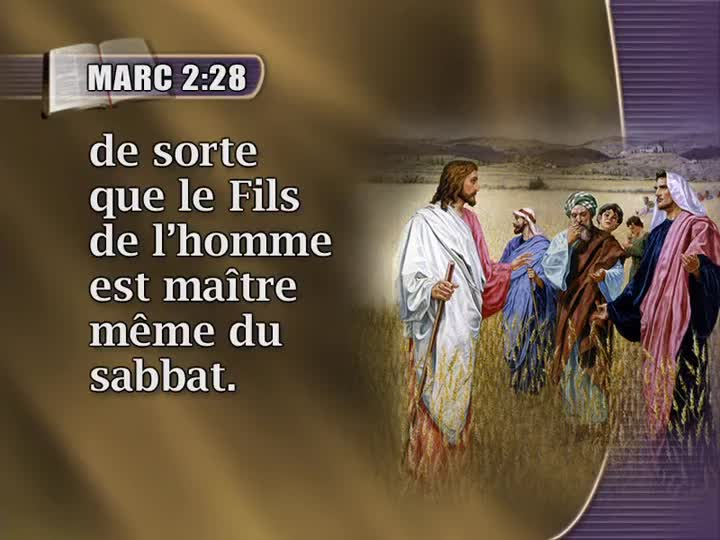 MARC 2:28
de sorte
que le Fils
de l’homme
est maître
même du
sabbat.